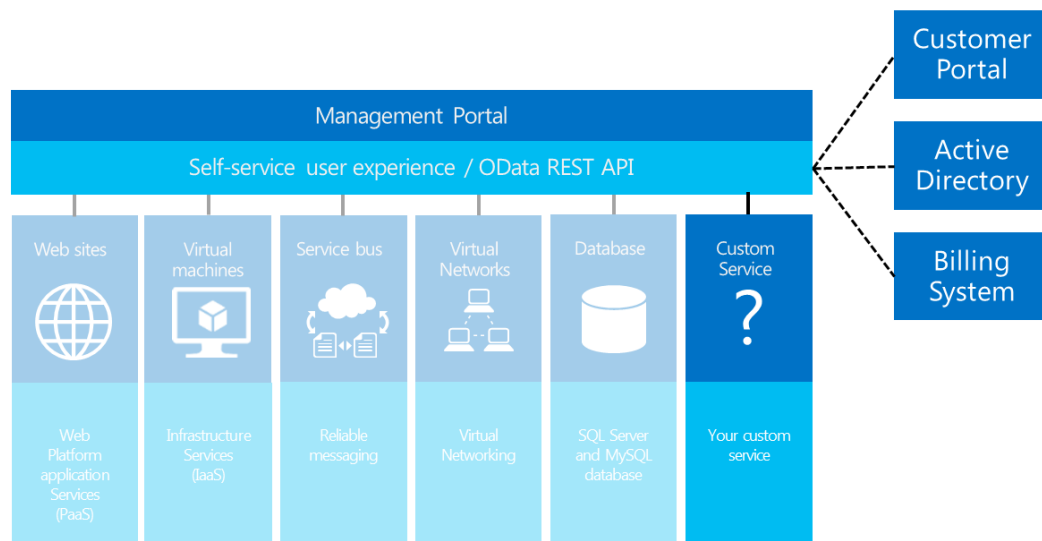 Customer
Portal
Management Portal
Active
Directory
Self-service user experience / OData REST API
Web sites
Virtual
machines
Service bus
Virtual
Networks
Database
Custom
Service
?
Billing
System
Web
Platform
application
Services
(PaaS)
Infrastructure
Services
(IaaS)
Reliable
messaging
Virtual
Networking
SQL Server
and MySQL
database
Your custom
service